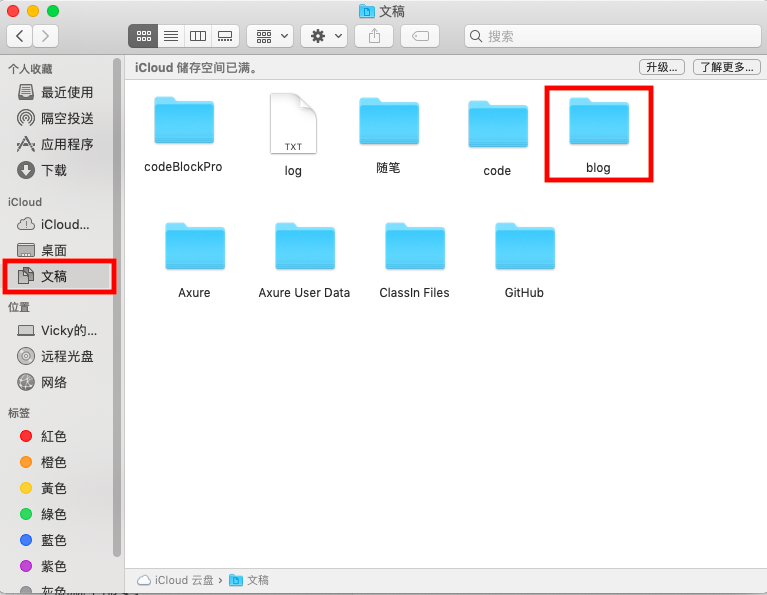 文稿
搜索
个人收藏
最近使用
隔空投送
应用程序
下载
iCloud
iCloud...
桌面
文稿
位置
Vicky的...
远程光盘
网络
标签
紅色
橙色
黃色
綠色
藍色
紫色
灰色
iCloud 储存空间已满。
升级...
了解更多...
codeBlockPro
TXT
log
随笔
code
blog
Axure
Axure User Data
ClassIn Files
GitHub
iCloud 云盘 › 文稿